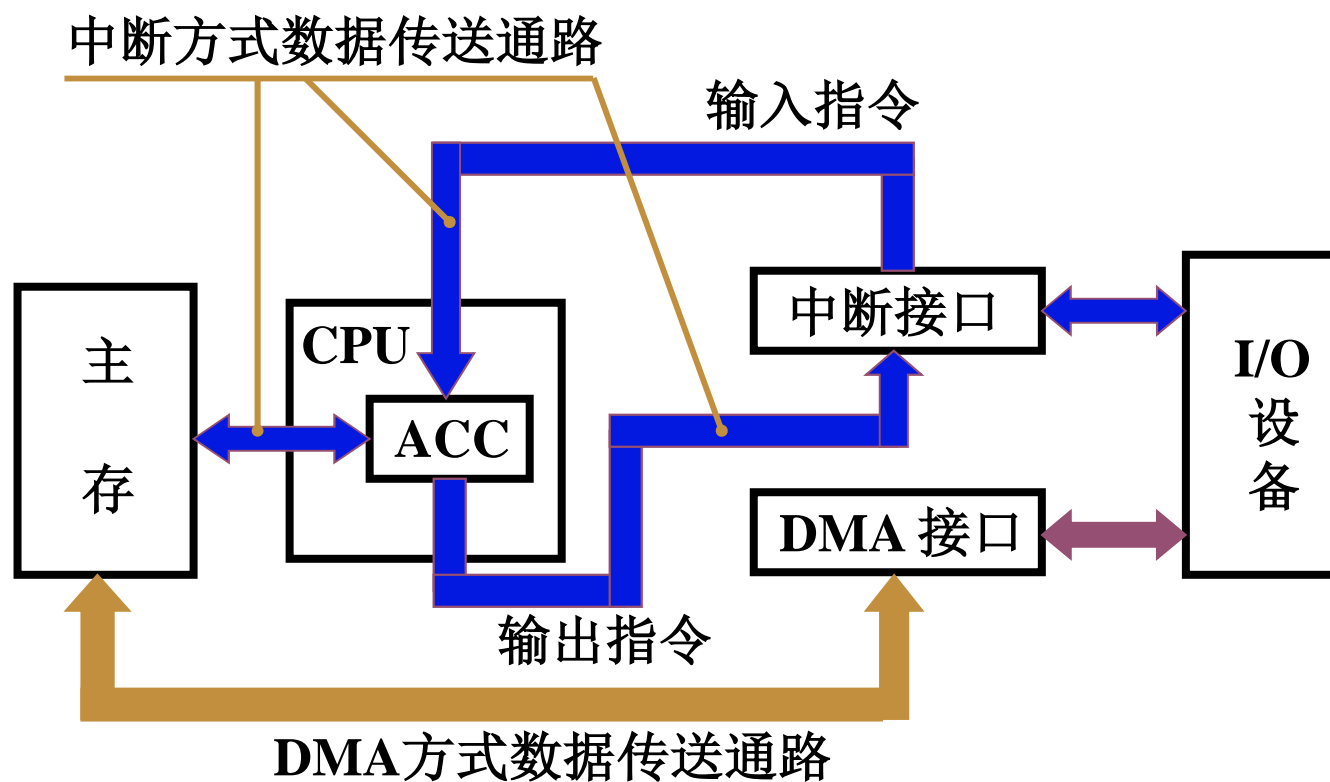 中断方式数据传送通路
输入指令
中断接口
CPU
主存
I/O设备
ACC
DMA 接口
输出指令
DMA方式数据传送通路